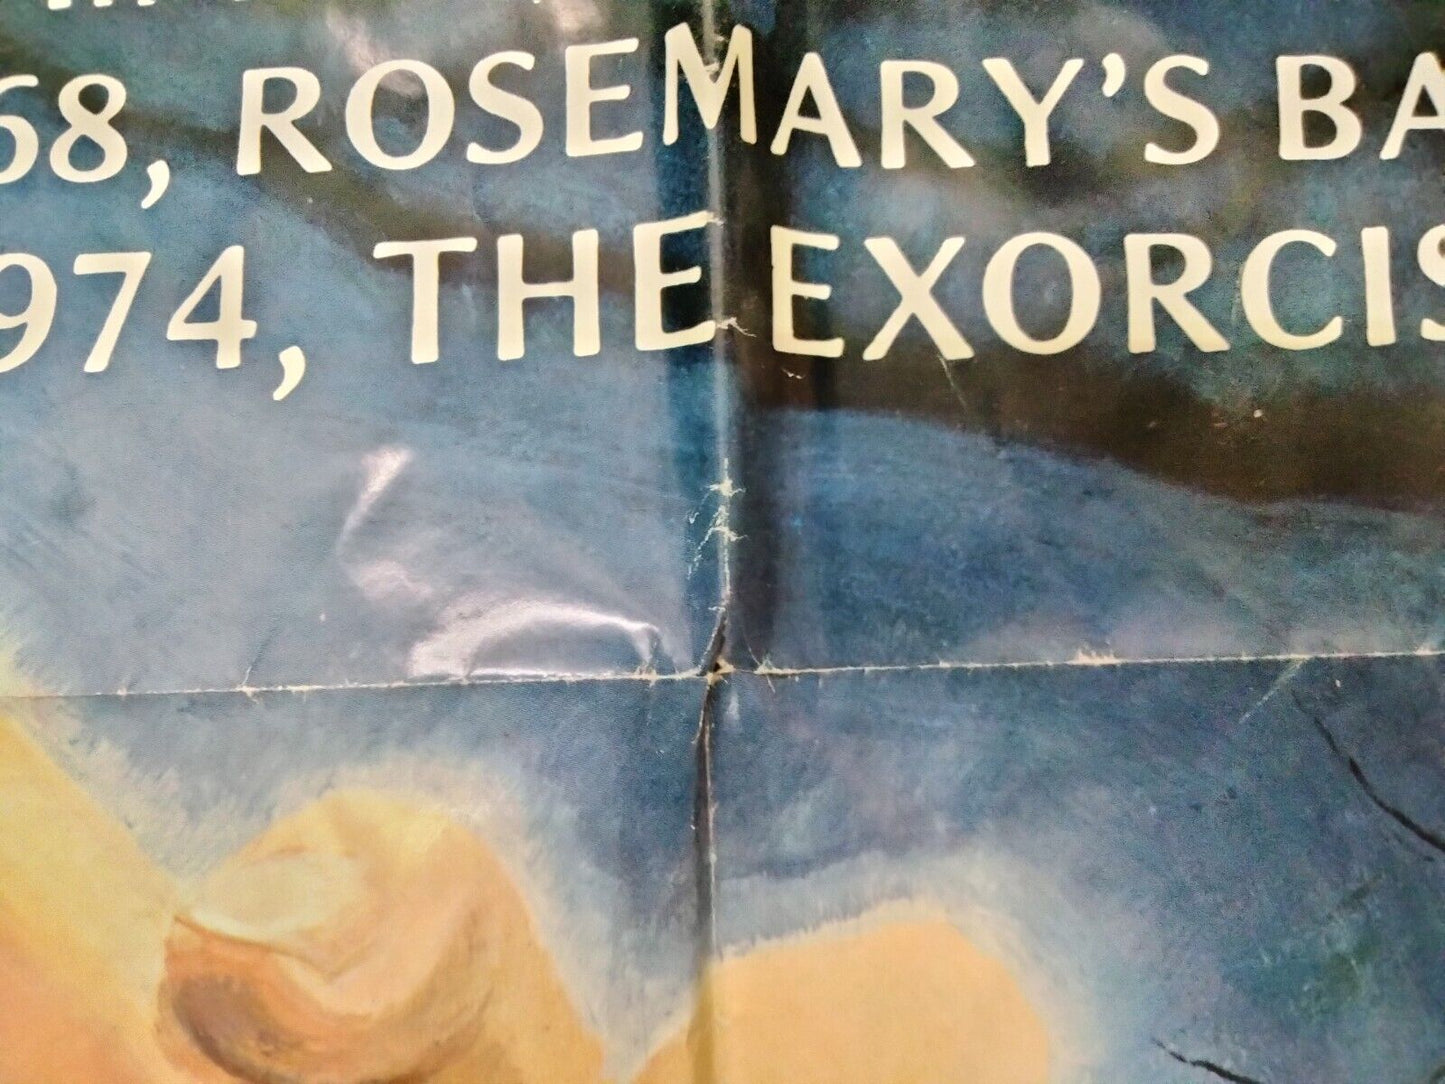 68, ROSEMARY'S BA
974, THE EXORCIS